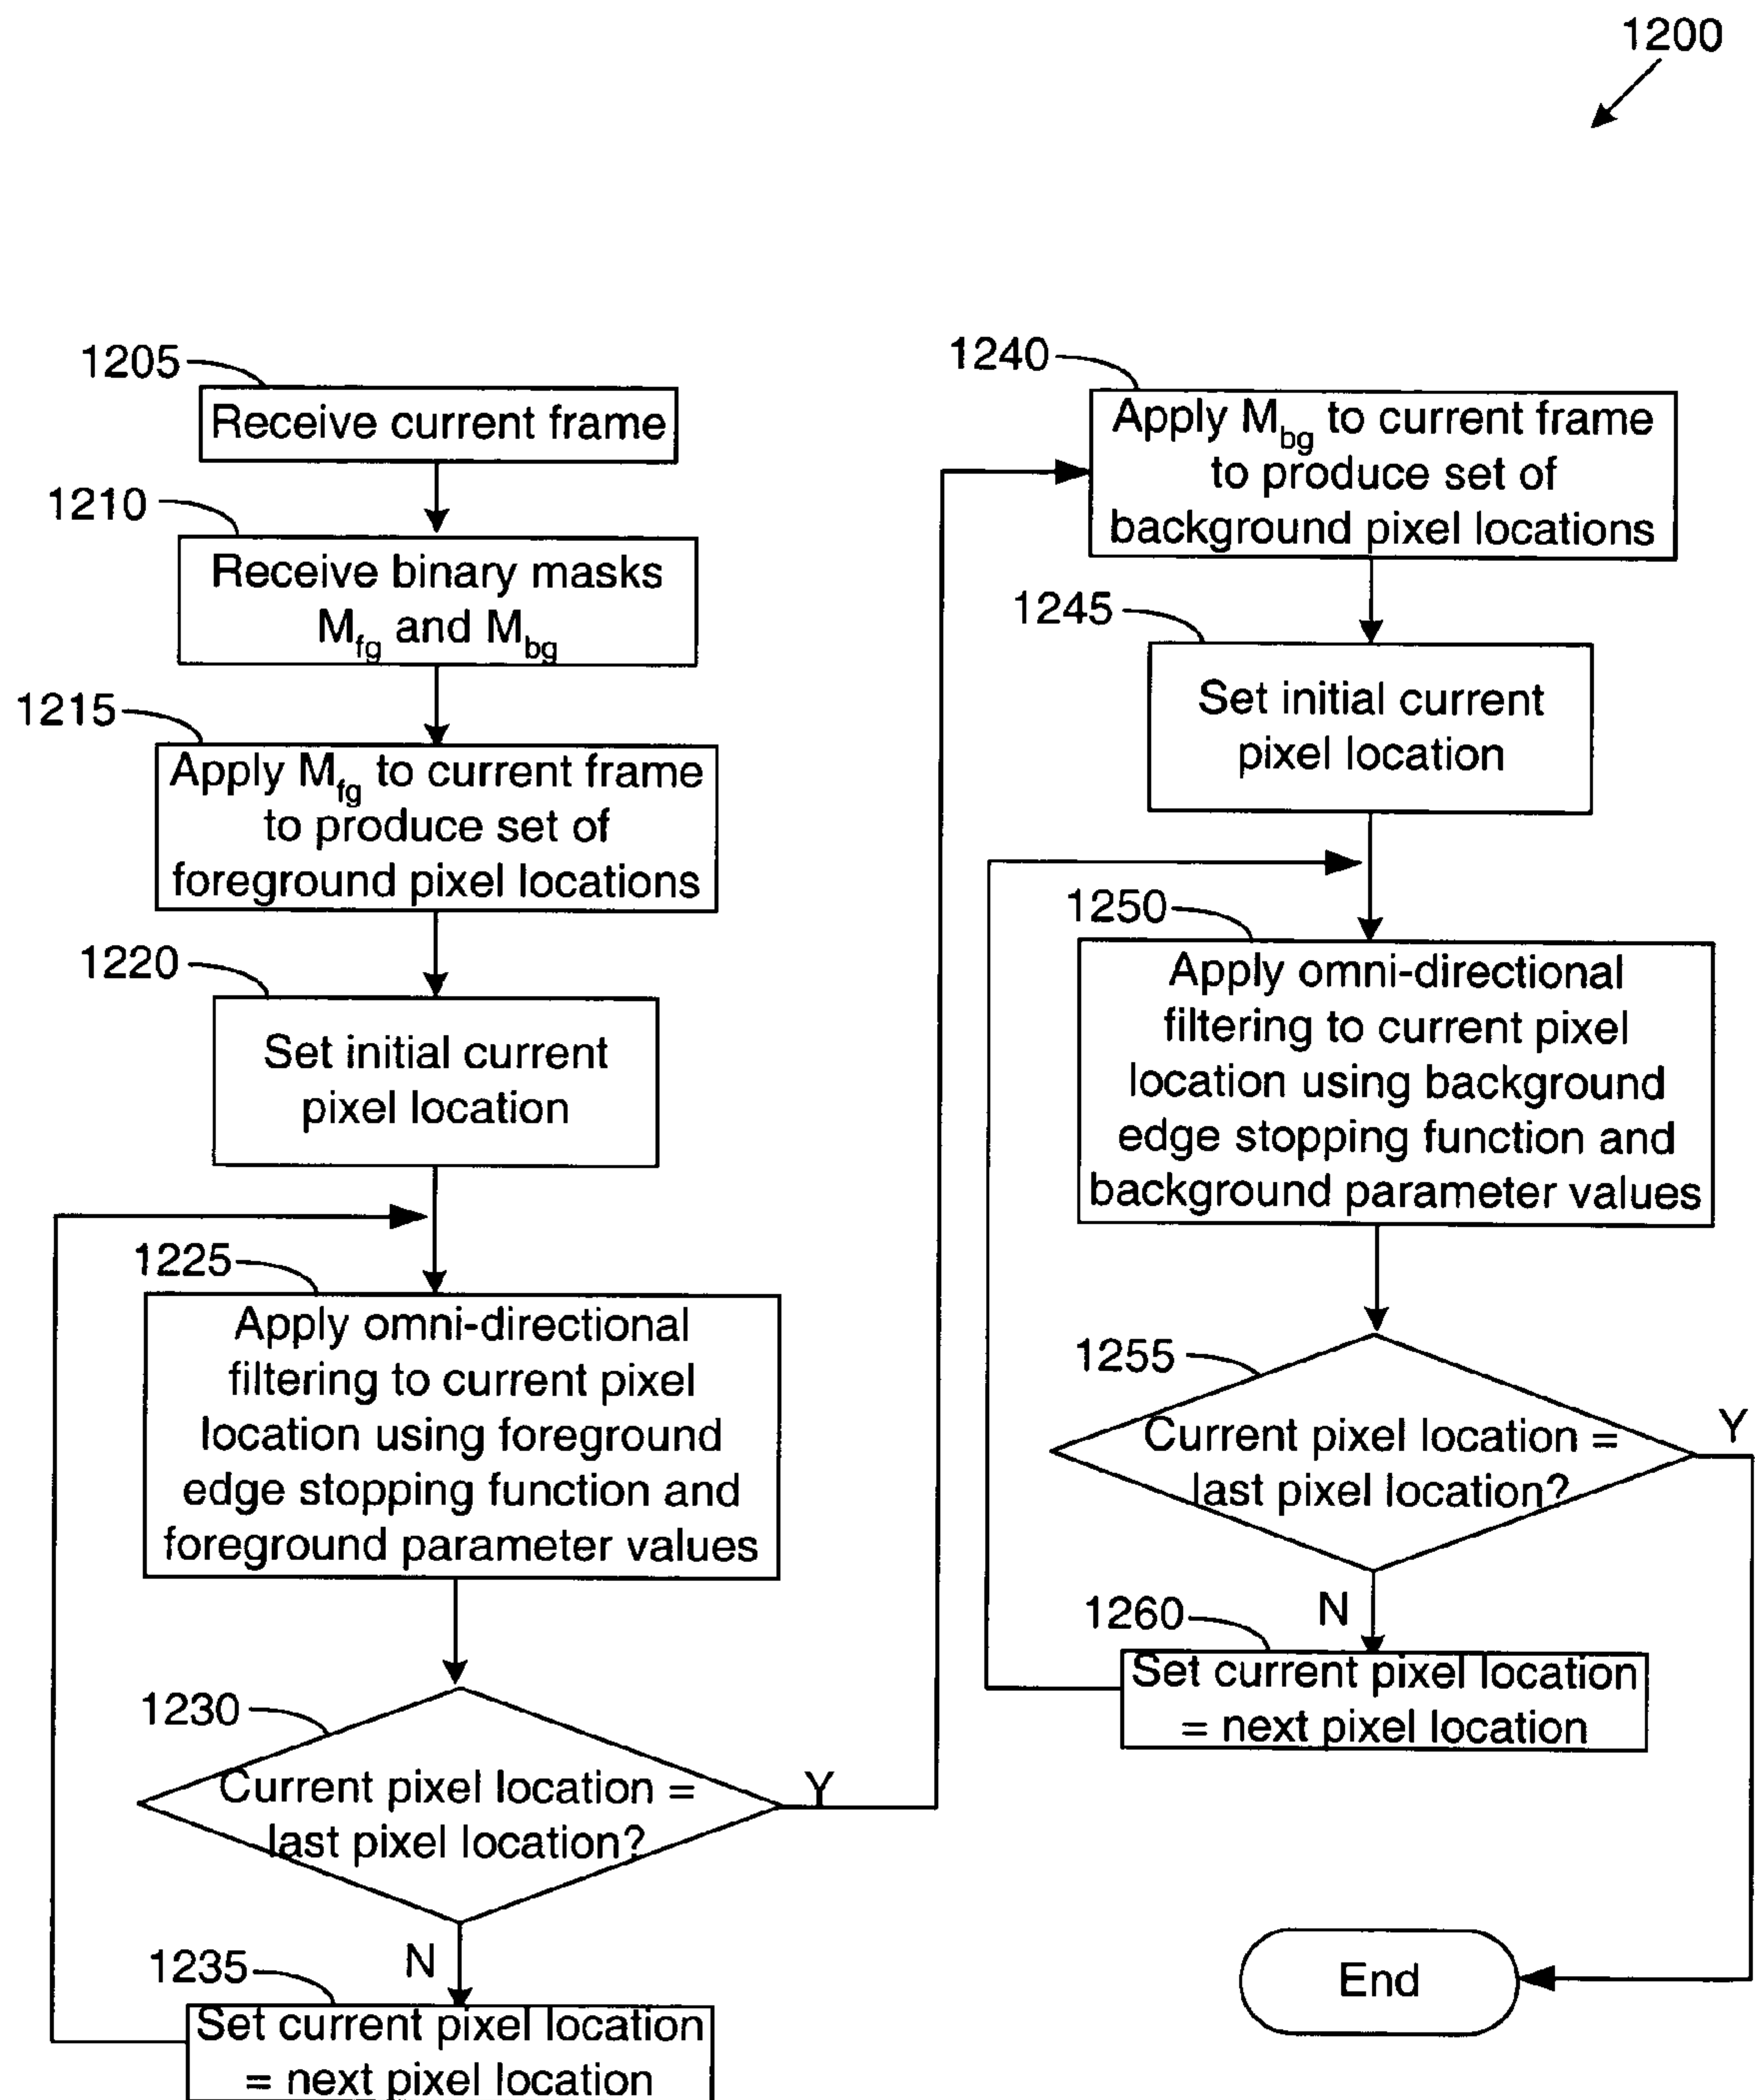 1200
1205
Receive current frame
1210
Receive binary masks
Mfg and Mbg
1215
Apply Mfg to current frame
to produce set of
foreground pixel locations
1220
Set initial current
pixel location
1225
Apply omni-directional
filtering to current pixel
location using foreground
edge stopping function and
foreground parameter values
1230
Current pixel location =
last pixel location?
Y
N
1235
Set current pixel location
= next pixel location
1240
Apply Mbg to current frame
to produce set of
background pixel locations
1245
Set initial current
pixel location
1250
Apply omni-directional
filtering to current pixel
location using background
edge stopping function and
background parameter values
1255
Current pixel location =
last pixel location?
Y
N
1260
Set current pixel location
= next pixel location
End